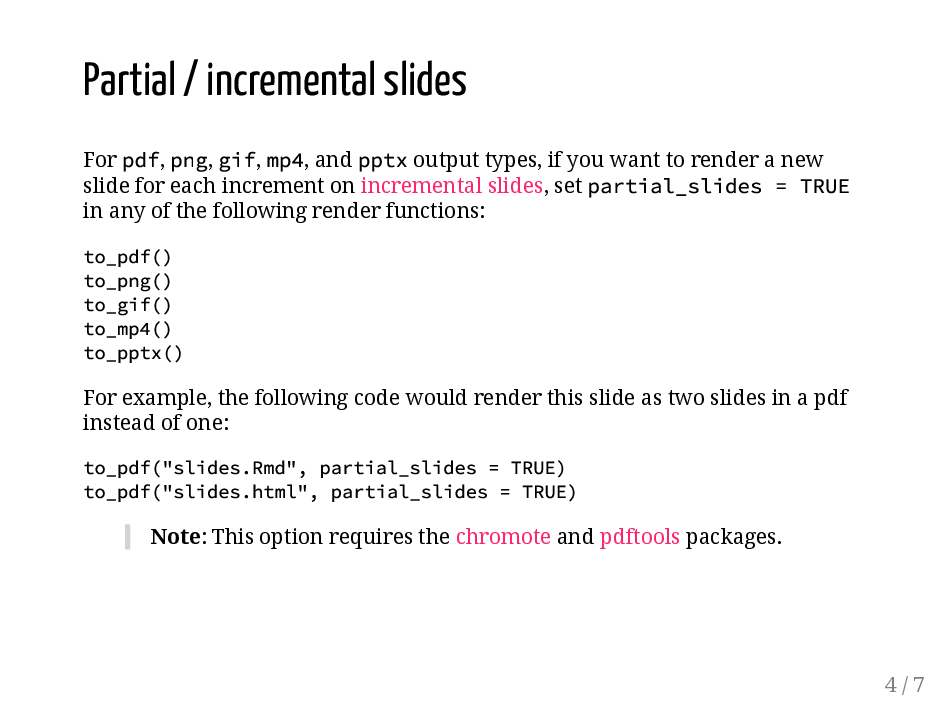 Partial / incremental slides
For pdf, png, gif, mp4, and pptx output types, if you want to render a new
slide for each increment on incremental slides, set partial_slides = TRUE
in any of the following render functions:
to_pdf()
to_png()
to_gif()
to_mp4()
to_pptx()
For example, the following code would render this slide as two slides in a pdf
instead of one:
to_pdf("slides.Rmd", partial_slides = TRUE)
to_pdf("slides.html", partial_slides = TRUE)
Note: This option requires the chromote and pdftools packages.
4 / 7